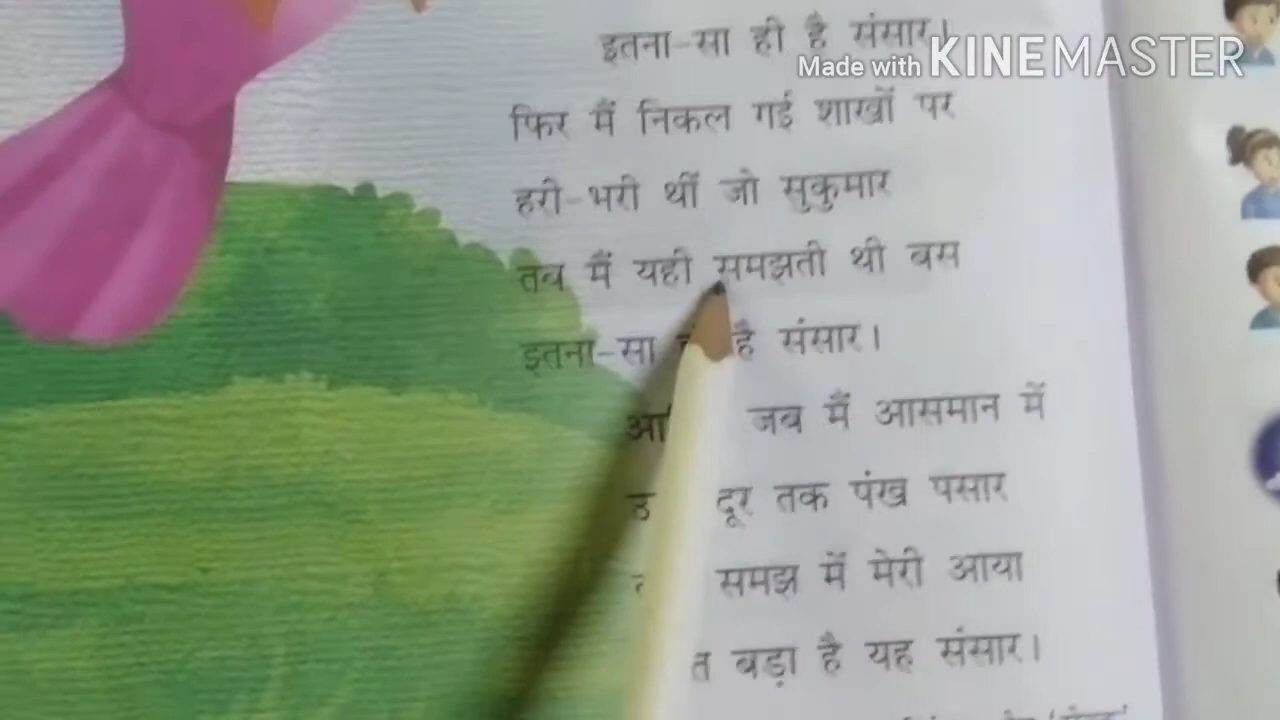 इतना-सा ही है संसार।
Made with KINEMASTER
फिर मैं निकल गई शाखों पर
हरी-भरी थीं जो सुकुमार
तब मैं यही समझती थी बस
इतना-सा है संसार।
जब मैं आसमान में
दूर तक पंख पसार
समझ में मेरी आया
बड़ा है यह संसार।